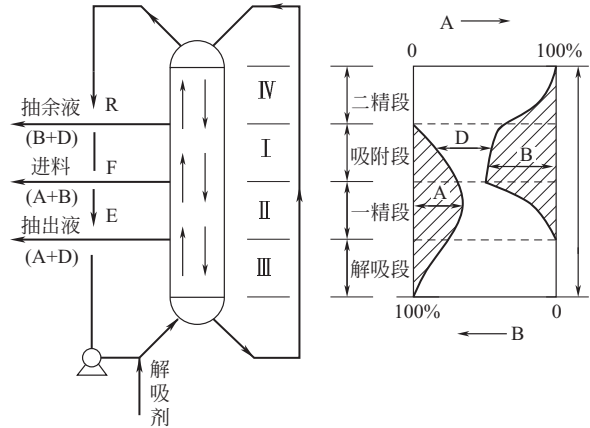 抽余液
(B+D)
R
进料
(A+B)
F
抽出液
(A+D)
E
解吸剂
Ⅳ
Ⅰ
Ⅱ
Ⅲ
二精段
吸附段
一精段
解吸段
A
0
100%
D
B
A
100%
0
B